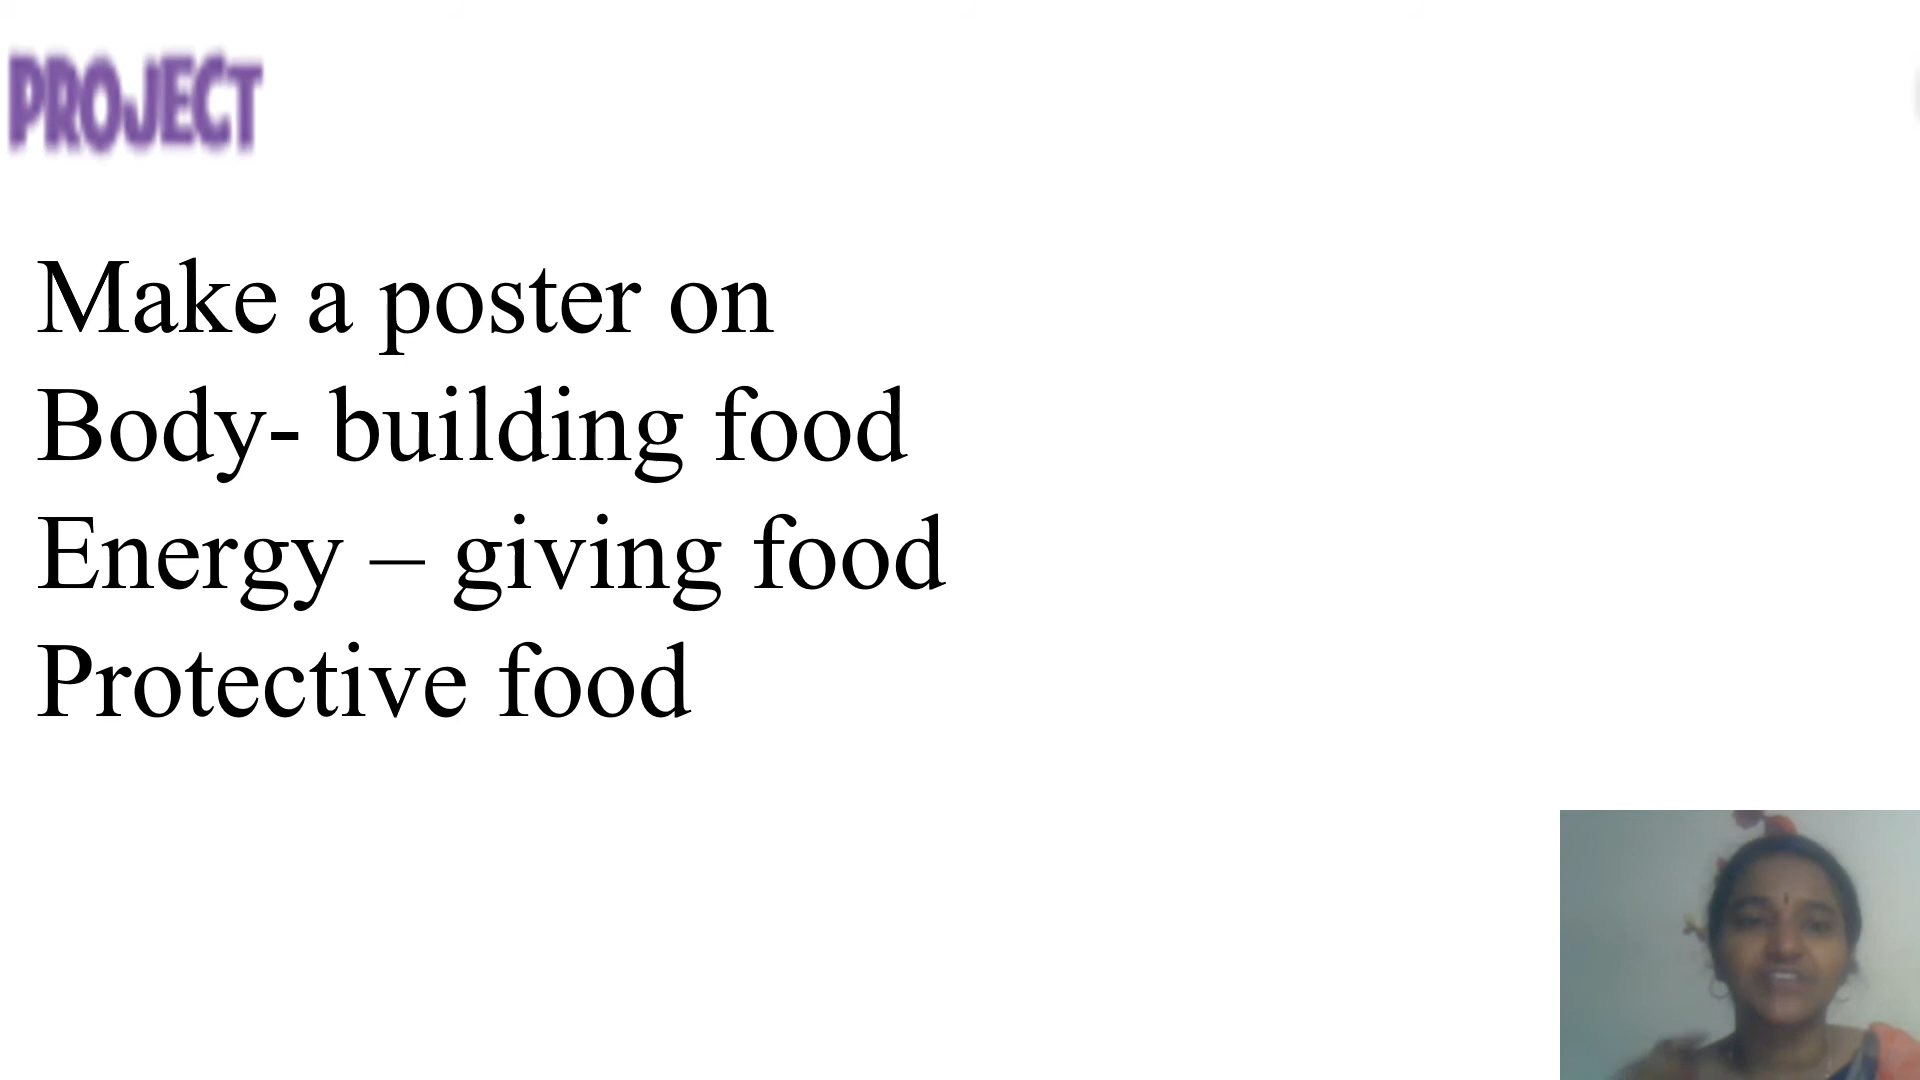 PROJECT
Make a poster on
Body- building food
Energy – giving food
Protective food